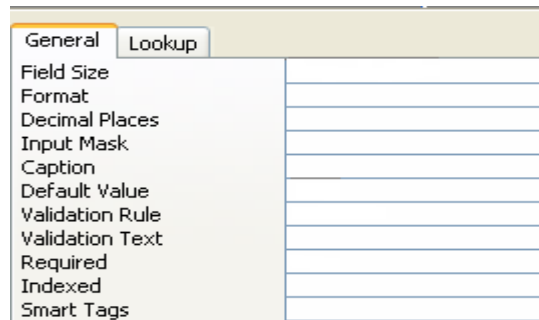 General Lookup
Field Size
Format
Decimal Places
Input Mask
Caption
Default Value
Validation Rule
Validation Text
Required
Indexed
Smart Tags